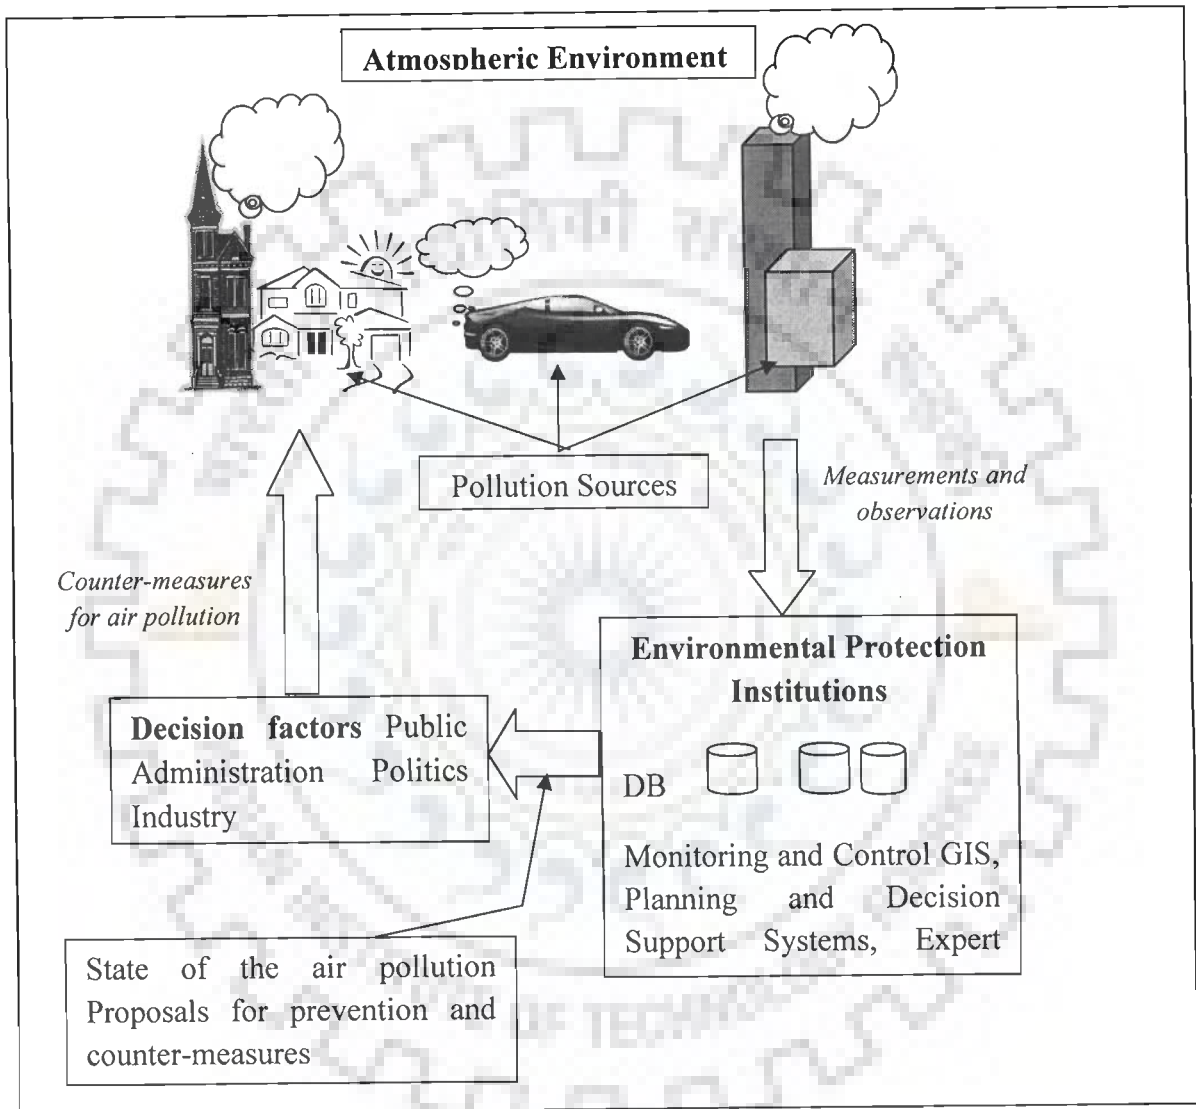 Atmospheric Environment
Pollution Sources
Measurements and
observations
Counter-measures
for air pollution
Environmental Protection
Institutions
DB
Monitoring and Control GIS,
Planning and Decision
Support Systems, Expert
Decision factors Public
Administration Politics
Industry
State of the air pollution
Proposals for prevention and
counter-measures